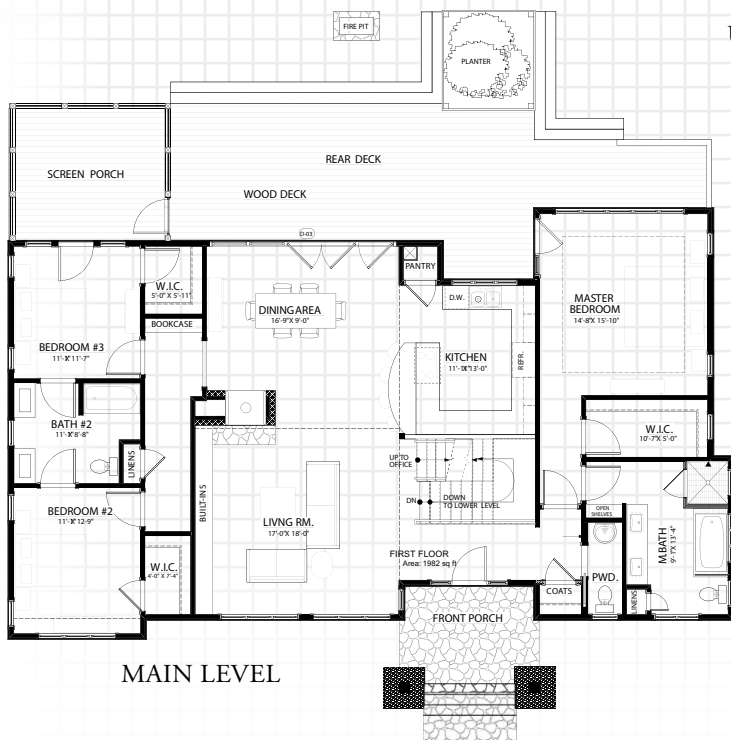 FIRE PIT
PLANTER
SCREEN PORCH
REAR DECK
WOOD DECK
D-03
W.I.C.
5'-0" X 5'-11"
BOOKCASE
BEDROOM #3
11'-1" X 11'-7"
DINING AREA
16'-9" X 9'-0"
PANTRY
D.W.
KITCHEN
11'-1" X 13'-0"
REFR.
MASTER
BEDROOM
14'-8" X 15'-10"
BATH #2
11'-1" X 8'-8"
LINENS
W.I.C.
10'-7" X 5'-0"
UP TO
OFFICE
DN
DOWN
TO LOWER LEVEL
BEDROOM #2
11'-1" X 12'-9"
BUILT-INS
LIVNG RM.
17'-0" X 18'-0"
OPEN
SHELVES
M.BATH
9'-1" X 13'-4"
FIRST FLOOR
Area: 1982 sq ft
W.I.C.
4'-0" X 7'-4"
PWD.
COATS
LINENS
FRONT PORCH
MAIN LEVEL